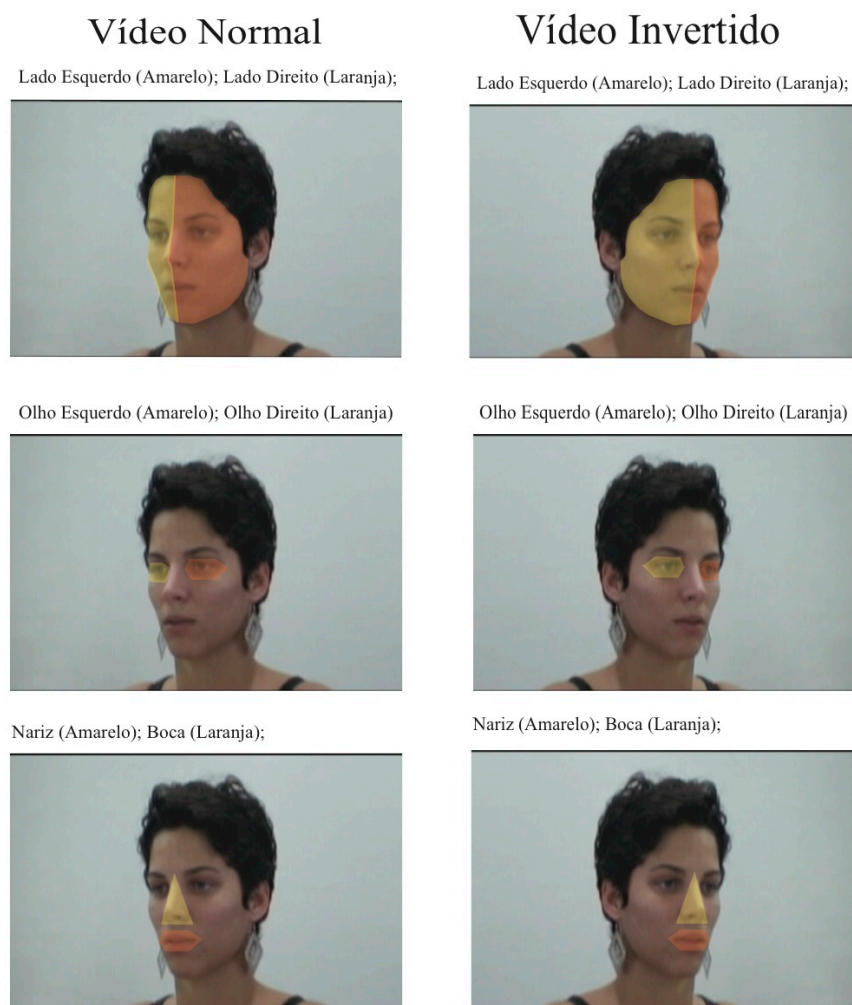 Vídeo Normal
Vídeo Invertido
Lado Esquerdo (Amarelo); Lado Direito (Laranja);
Lado Esquerdo (Amarelo); Lado Direito (Laranja);
Olho Esquerdo (Amarelo); Olho Direito (Laranja)
Olho Esquerdo (Amarelo); Olho Direito (Laranja)
Nariz (Amarelo); Boca (Laranja);
Nariz (Amarelo); Boca (Laranja);